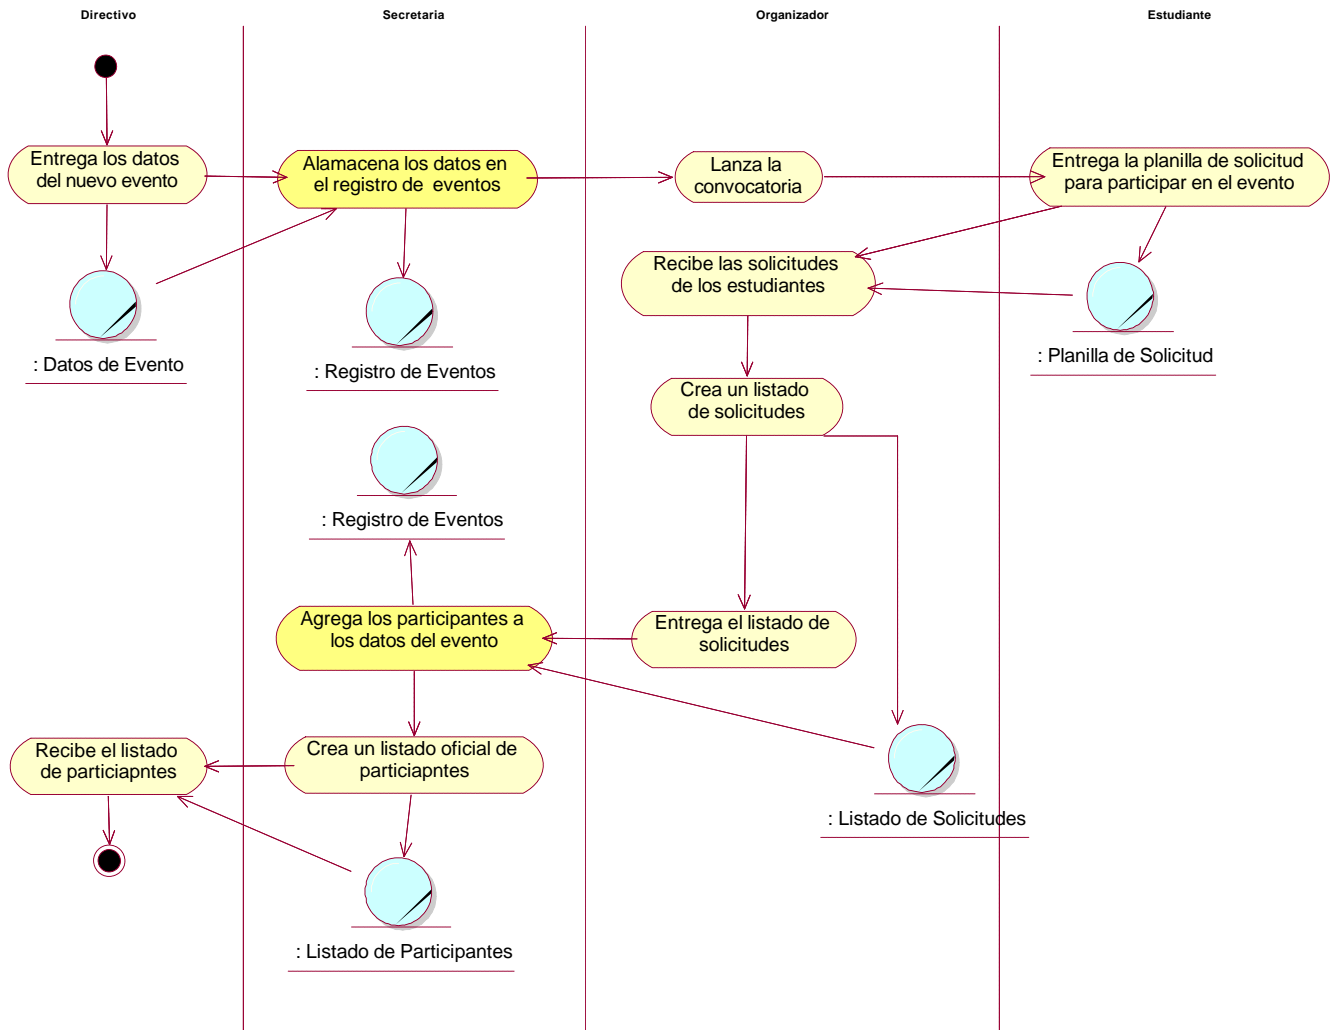 Directivo
Secretaria
Organizador
Estudiante
Entrega los datos
del nuevo evento
Alamacena los datos en
el registro de eventos
Lanza la
convocatoria
Entrega la planilla de solicitud
para participar en el evento
Recibe las solicitudes
de los estudiantes
: Datos de Evento
: Registro de Eventos
: Planilla de Solicitud
Crea un listado
de solicitudes
: Registro de Eventos
Agrega los participantes a
los datos del evento
Entrega el listado de
solicitudes
Recibe el listado
de particiapntes
Crea un listado oficial de
particiapntes
: Listado de Solicitudes
: Listado de Participantes